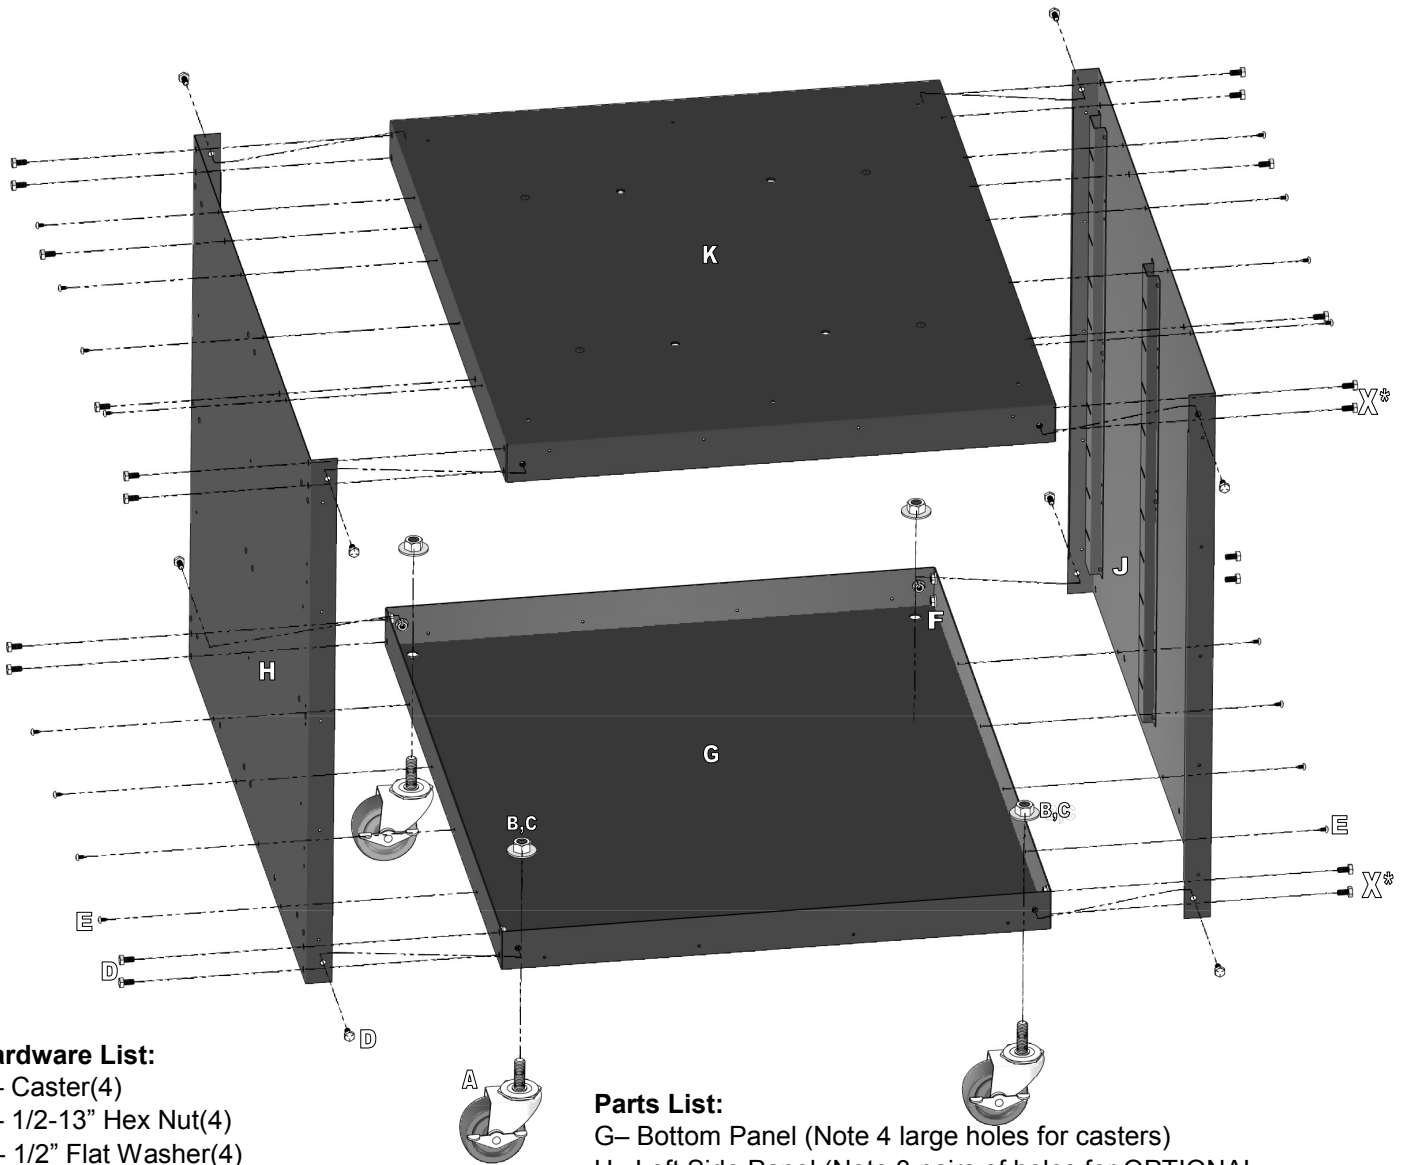 K
X*
J
F
H
G
B,C
B,C
E
E
X*
D
D
A
ardware List:
– Caster(4)
– 1/2-13” Hex Nut(4)
– 1/2” Flat Washer(4)
Parts List:
G– Bottom Panel (Note 4 large holes for casters)